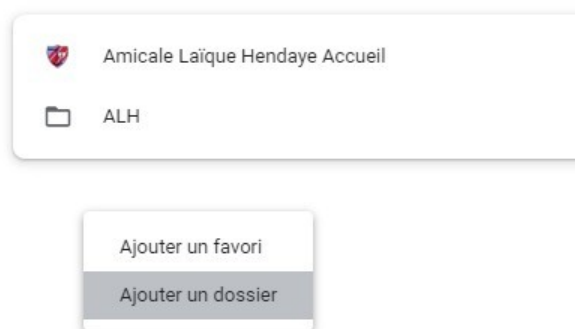 Amicale Laïque Hendaye Accueil
ALH
Ajouter un favori
Ajouter un dossier